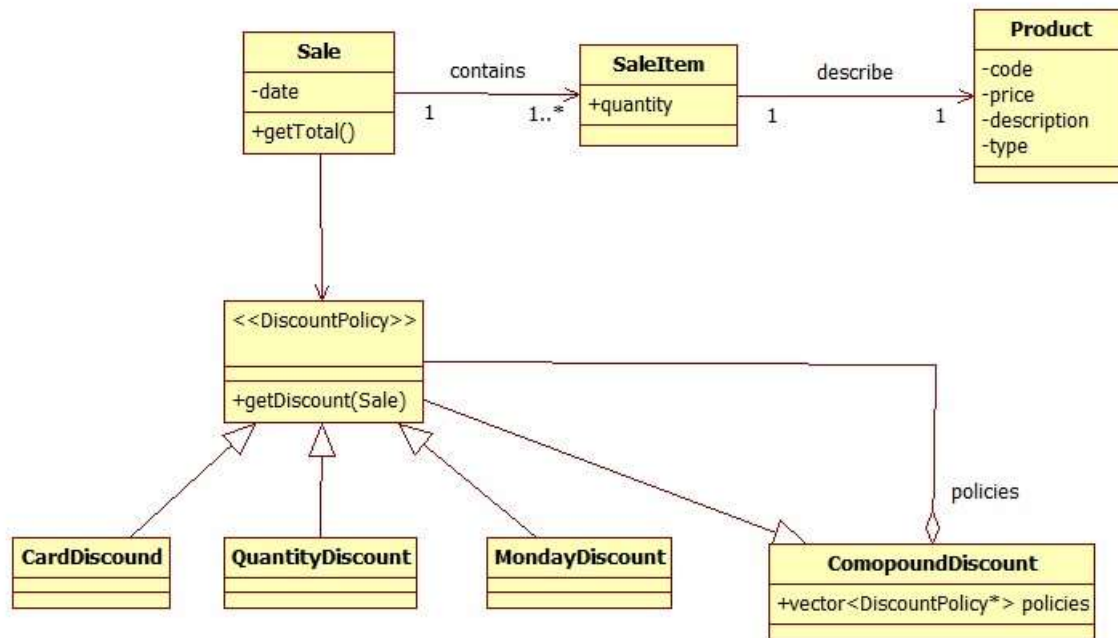 Sale
-date
+getTotal()
contains
1
1..*
SaleItem
+quantity
describe
1
1
Product
-code
-price
-description
-type
<<DiscountPolicy>>
+getDiscount(Sale)
policies
CardDiscound
QuantityDiscount
MondayDiscount
ComopoundDiscount
+vector<DiscountPolicy*> policies